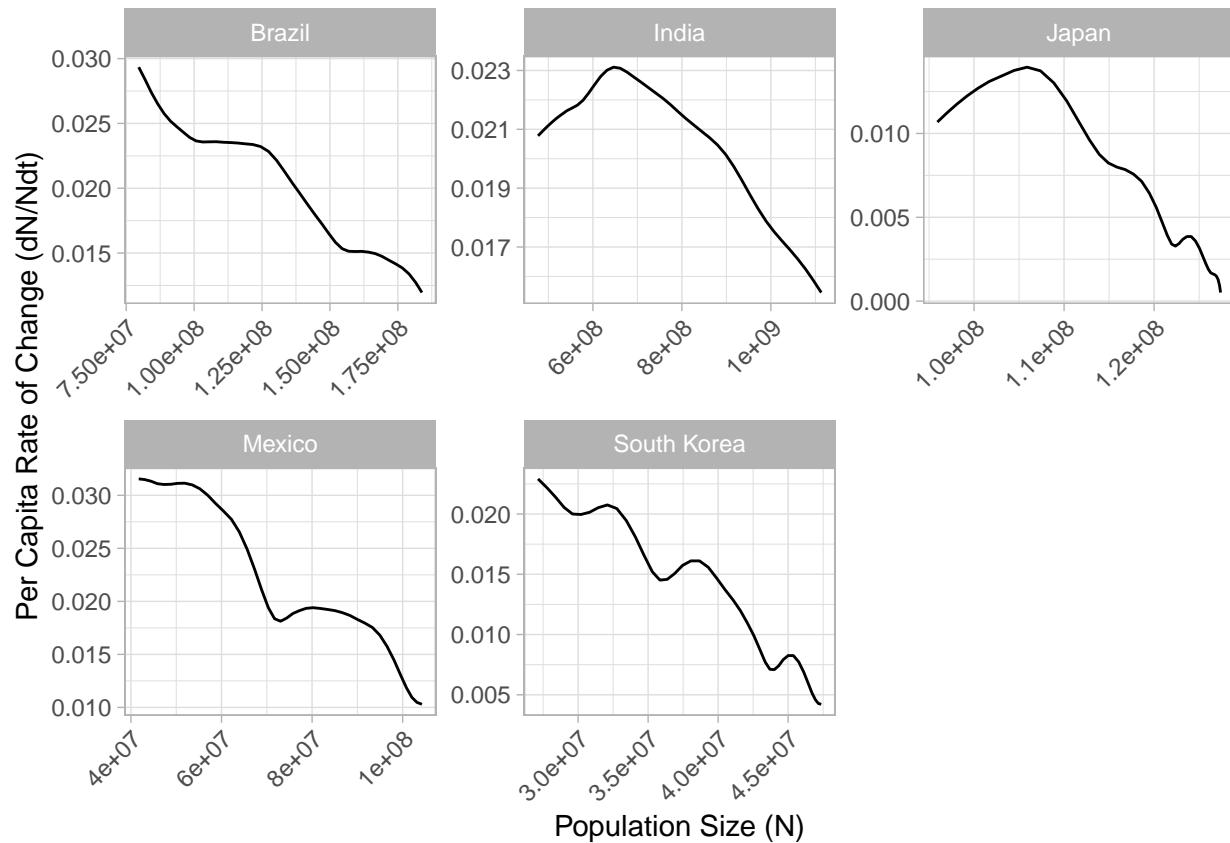 Brazil
India
Japan
Per Capita Rate of Change (dN/Ndt)
0.030
0.025
0.020
0.015
7.50e+07
1.00e+08
1.25e+08
1.50e+08
1.75e+08
0.023
0.021
0.019
0.017
6e+08
8e+08
1e+09
0.010
0.005
0.000
1.0e+08
1.1e+08
1.2e+08
Mexico
South Korea
0.030
0.025
0.020
0.015
0.010
4e+07
6e+07
8e+07
1e+08
0.020
0.015
0.010
0.005
3.0e+07
3.5e+07
4.0e+07
4.5e+07
Population Size (N)